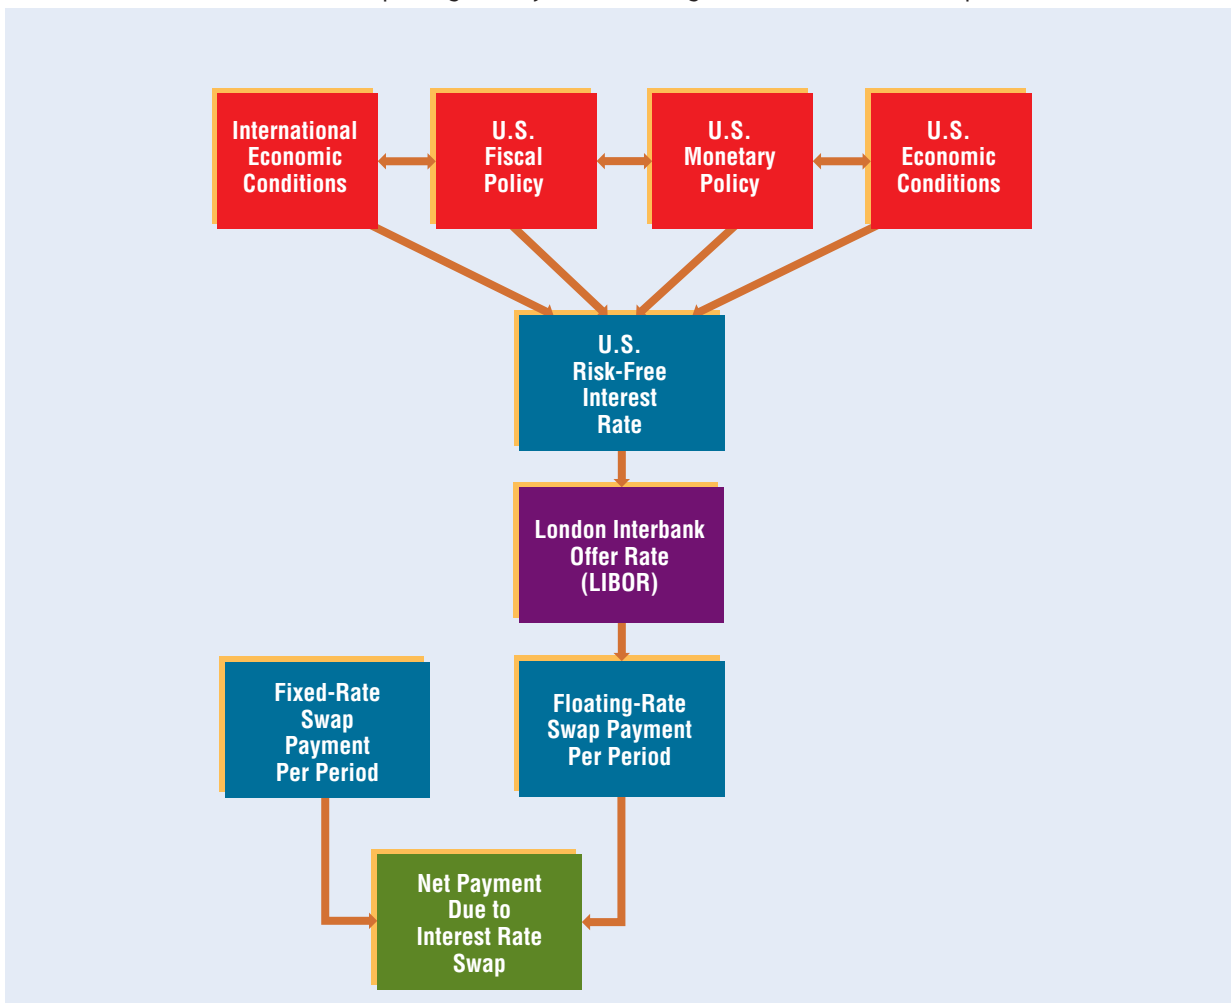 International
Economic
Conditions
U.S.
Fiscal
Policy
U.S.
Monetary
Policy
U.S.
Economic
Conditions
U.S.
Risk-Free
Interest
Rate
London Interbank
Offer Rate
(LIBOR)
Fixed-Rate
Swap
Payment
Per Period
Floating-Rate
Swap Payment
Per Period
Net Payment
Due to
Interest Rate
Swap